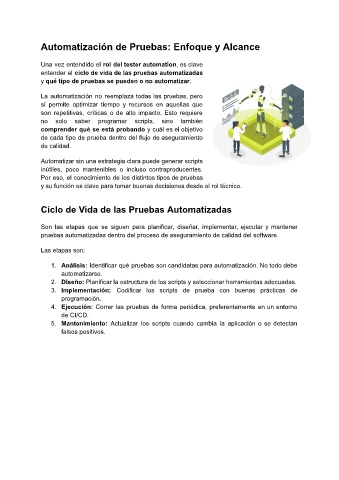 Automatización de Pruebas: Enfoque y Alcance
Una vez entendido el rol del tester automation, es clave
entender el ciclo de vida de las pruebas automatizadas
y qué tipo de pruebas se pueden o no automatizar.
La automatización no reemplaza todas las pruebas, pero
sí permite optimizar tiempo y recursos en aquellas que
son repetitivas, críticas o de alto impacto. Esto requiere
no solo saber programar scripts, sino también
comprender qué se está probando y cuál es el objetivo
de cada tipo de prueba dentro del flujo de aseguramiento
de calidad.
Automatizar sin una estrategia clara puede generar scripts
inútiles, poco mantenibles o incluso contraproducentes.
Por eso, el conocimiento de los distintos tipos de pruebas
y su función es clave para tomar buenas decisiones desde el rol técnico.
Ciclo de Vida de las Pruebas Automatizadas
Son las etapas que se siguen para planificar, diseñar, implementar, ejecutar y mantener
pruebas automatizadas dentro del proceso de aseguramiento de calidad del software.
Las etapas son:
1. Análisis: Identificar qué pruebas son candidatas para automatización. No todo debe
automatizarse.
2. Diseño: Planificar la estructura de los scripts y seleccionar herramientas adecuadas.
3. Implementación: Codificar los scripts de prueba con buenas prácticas de
programación.
4. Ejecución: Correr las pruebas de forma periódica, preferentemente en un entorno
de CI/CD.
5. Mantenimiento: Actualizar los scripts cuando cambia la aplicación o se detectan
falsos positivos.